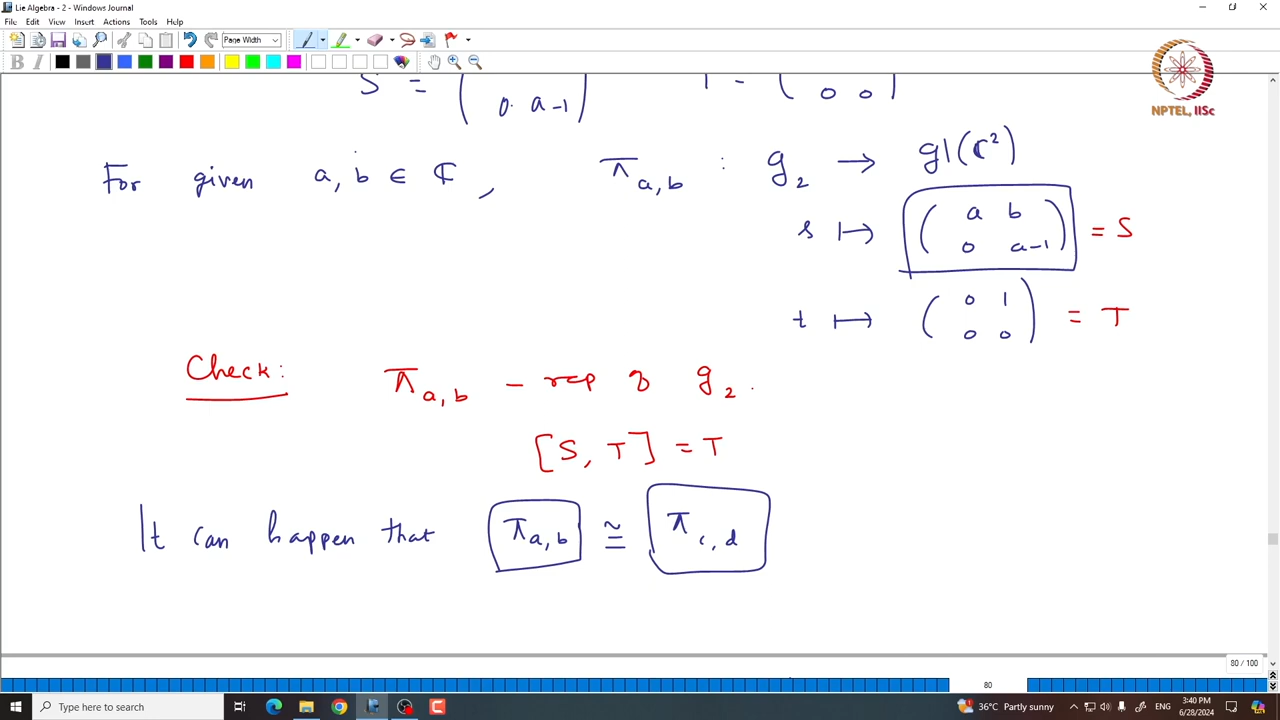 Lie Algebra - 2 - Windows Journal
File Edit View Insert Actions Tools Help
Page Width
B I
NPTEL, IISc
S = ( 0 a-1 ) T = ( 0 0 )
For given a, b ∈ ℂ, π_{a,b} : g_2 → gl(ℂ²)
s ↦ ( a b
0 a-1 ) = S
t ↦ ( 0 1
0 0 ) = T
Check: π_{a,b} - rep of g_2.
[S, T] = T
It can happen that π_{a,b} ≅ π_{c,d}
80 / 100
80
Type here to search
36°C Partly sunny
ENG
3:40 PM
6/28/2024